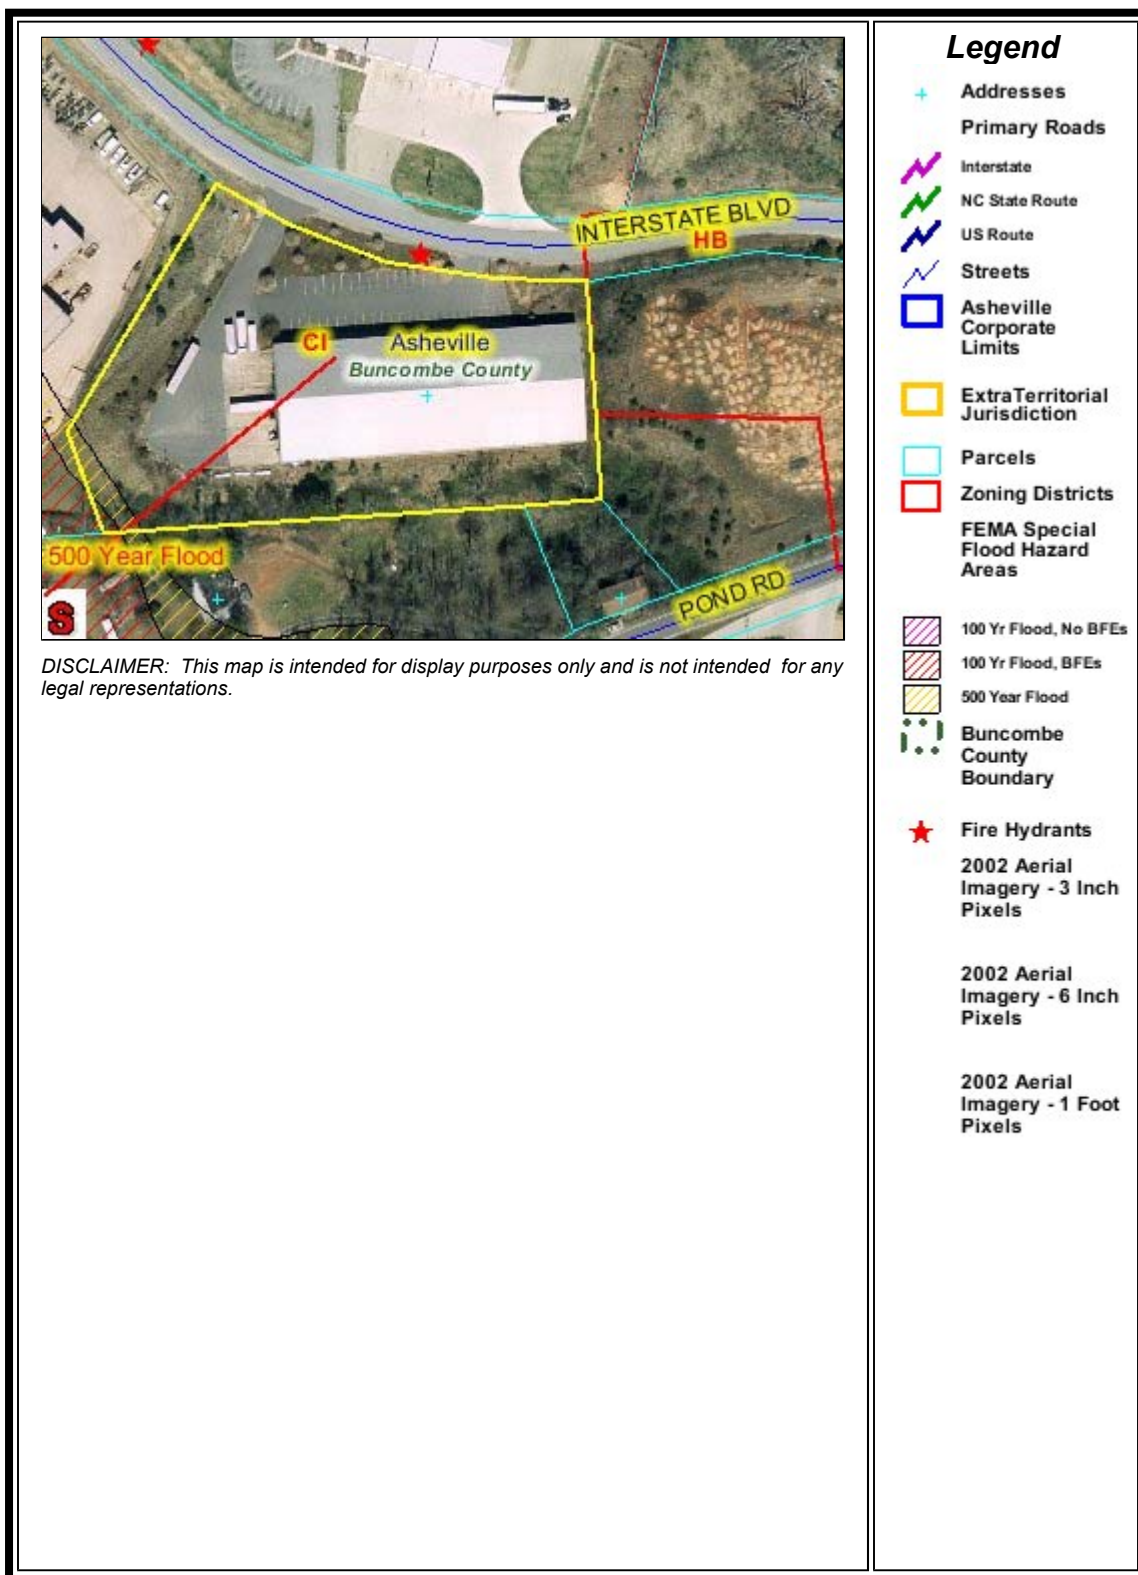 INTERSTATE BLVD
HB
CI
Asheville
Buncombe County
500 Year Flood
POND RD
S
DISCLAIMER: This map is intended for display purposes only and is not intended for any
legal representations.
Legend
Addresses
Primary Roads
Interstate
NC State Route
US Route
Streets
Asheville
Corporate
Limits
ExtraTerritorial
Jurisdiction
Parcels
Zoning Districts
FEMA Special
Flood Hazard
Areas
100 Yr Flood, No BFEs
100 Yr Flood, BFEs
500 Year Flood
Buncombe
County
Boundary
Fire Hydrants
2002 Aerial
Imagery - 3 Inch
Pixels
2002 Aerial
Imagery - 6 Inch
Pixels
2002 Aerial
Imagery - 1 Foot
Pixels